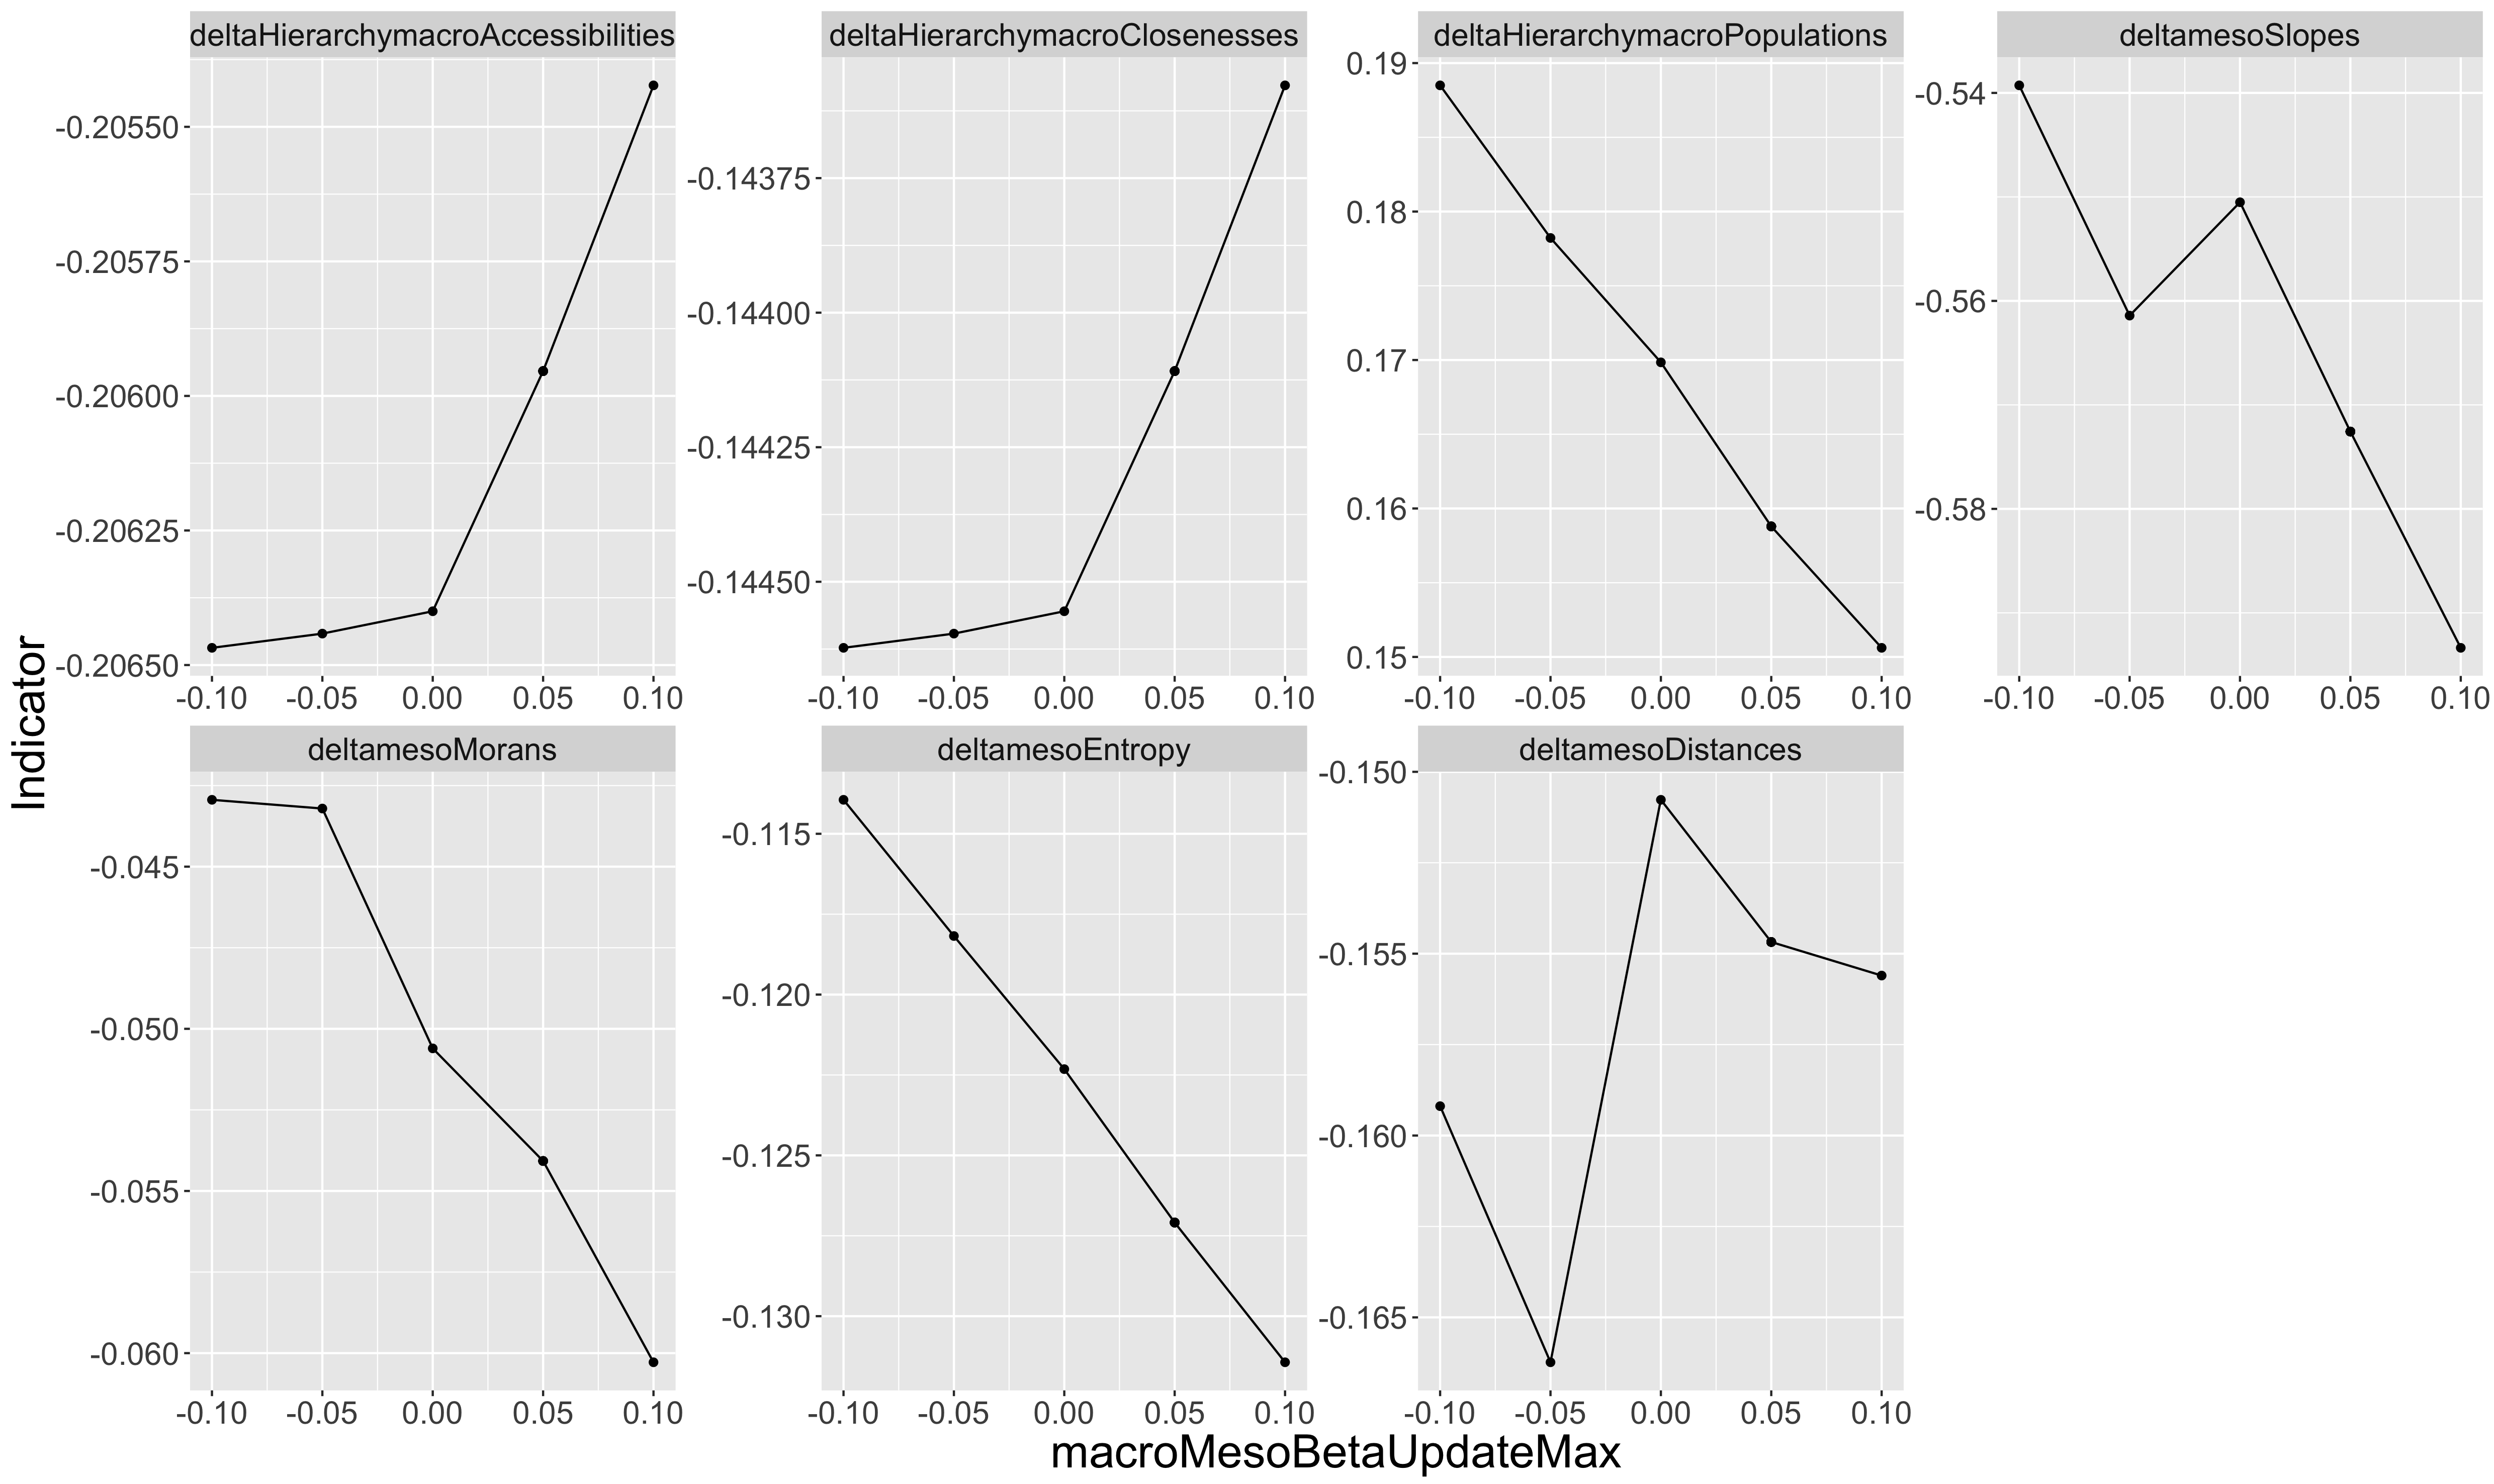 deltaHierarchymacroAccessibilities
deltaHierarchymacroClosenesses
deltaHierarchymacroPopulations
deltamesoSlopes
-0.20550
-0.20575
-0.20600
-0.20625
-0.20650
-0.10 -0.05 0.00 0.05 0.10
-0.14375
-0.14400
-0.14425
-0.14450
-0.10 -0.05 0.00 0.05 0.10
0.19
0.18
0.17
0.16
0.15
-0.10 -0.05 0.00 0.05 0.10
-0.54
-0.56
-0.58
-0.10 -0.05 0.00 0.05 0.10
Indicator
deltamesoMorans
deltamesoEntropy
deltamesoDistances
-0.045
-0.050
-0.055
-0.060
-0.10 -0.05 0.00 0.05 0.10
-0.115
-0.120
-0.125
-0.130
-0.10 -0.05 0.00 0.05 0.10
-0.150
-0.155
-0.160
-0.165
-0.10 -0.05 0.00 0.05 0.10
macroMesoBetaUpdateMax